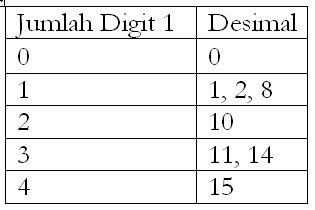 Jumlah Digit 1 Desimal
0 0
1 1, 2, 8
2 10
3 11, 14
4 15